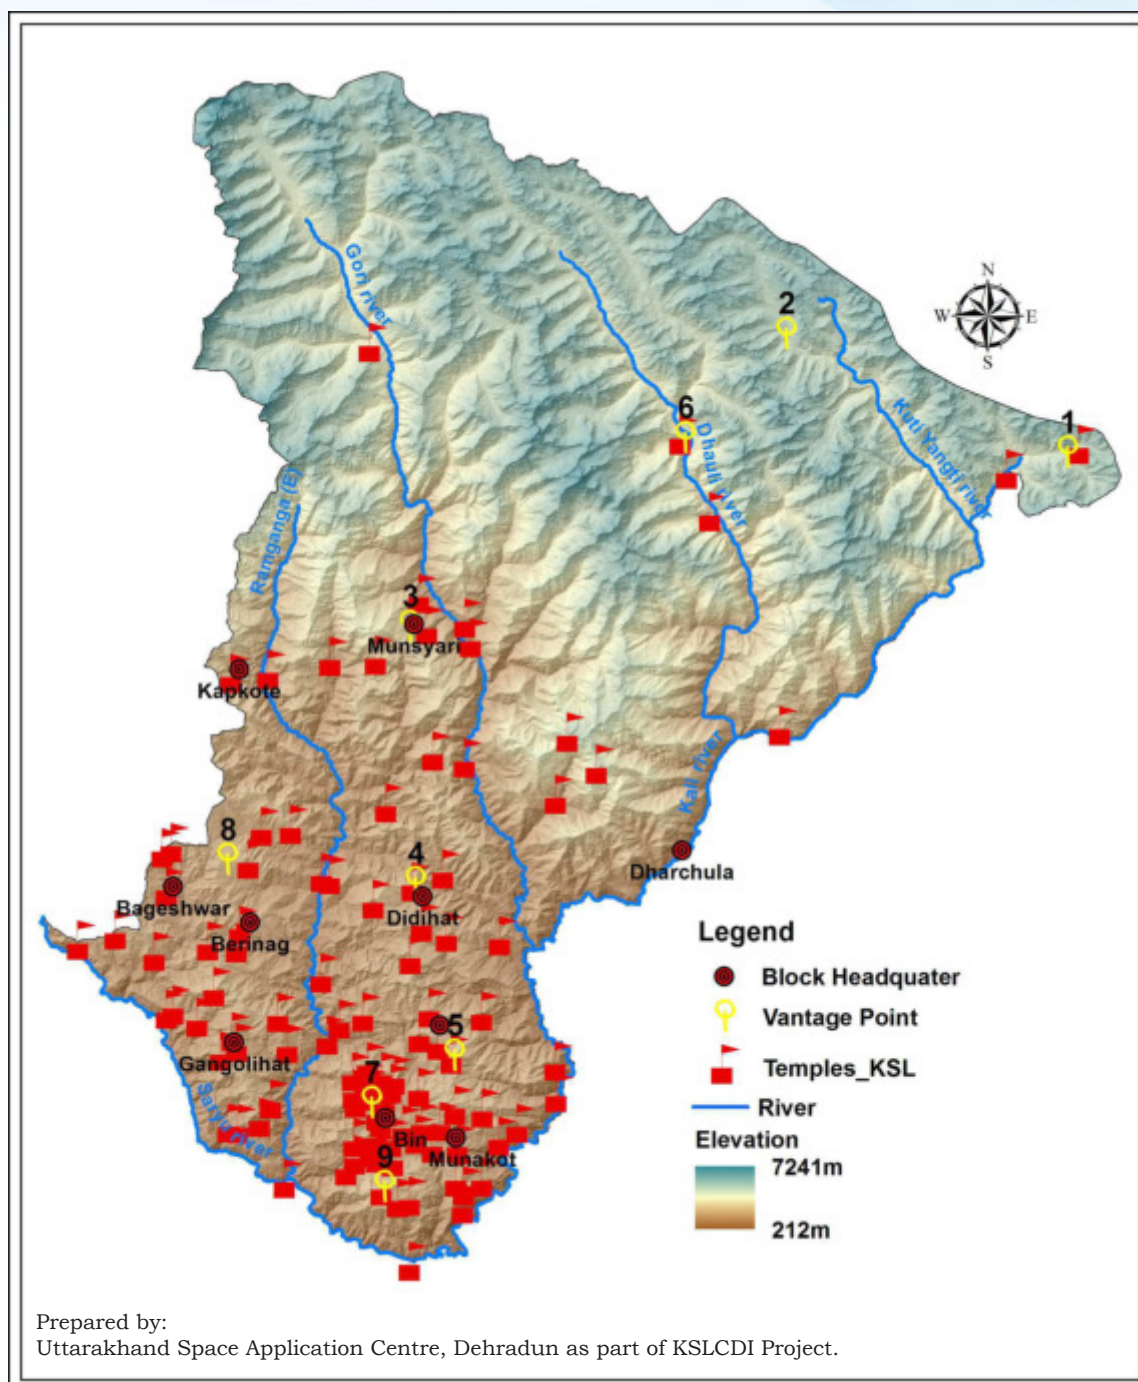 Gori river
2
N
W
E
S
6
Dhauli river
1
Kuti Yangti river
Ramganga (E)
3
Munsyari
Kapkote
Kali river
8
4
Dharchula
Bageshwar
Didihat
Berinag
Legend
Block Headquater
5
Vantage Point
Gangolihat
7
Temples_KSL
Saryu river
River
Bin
Munakot
Elevation
9
7241m
212m
Prepared by:
Uttarakhand Space Application Centre, Dehradun as part of KSLCDI Project.